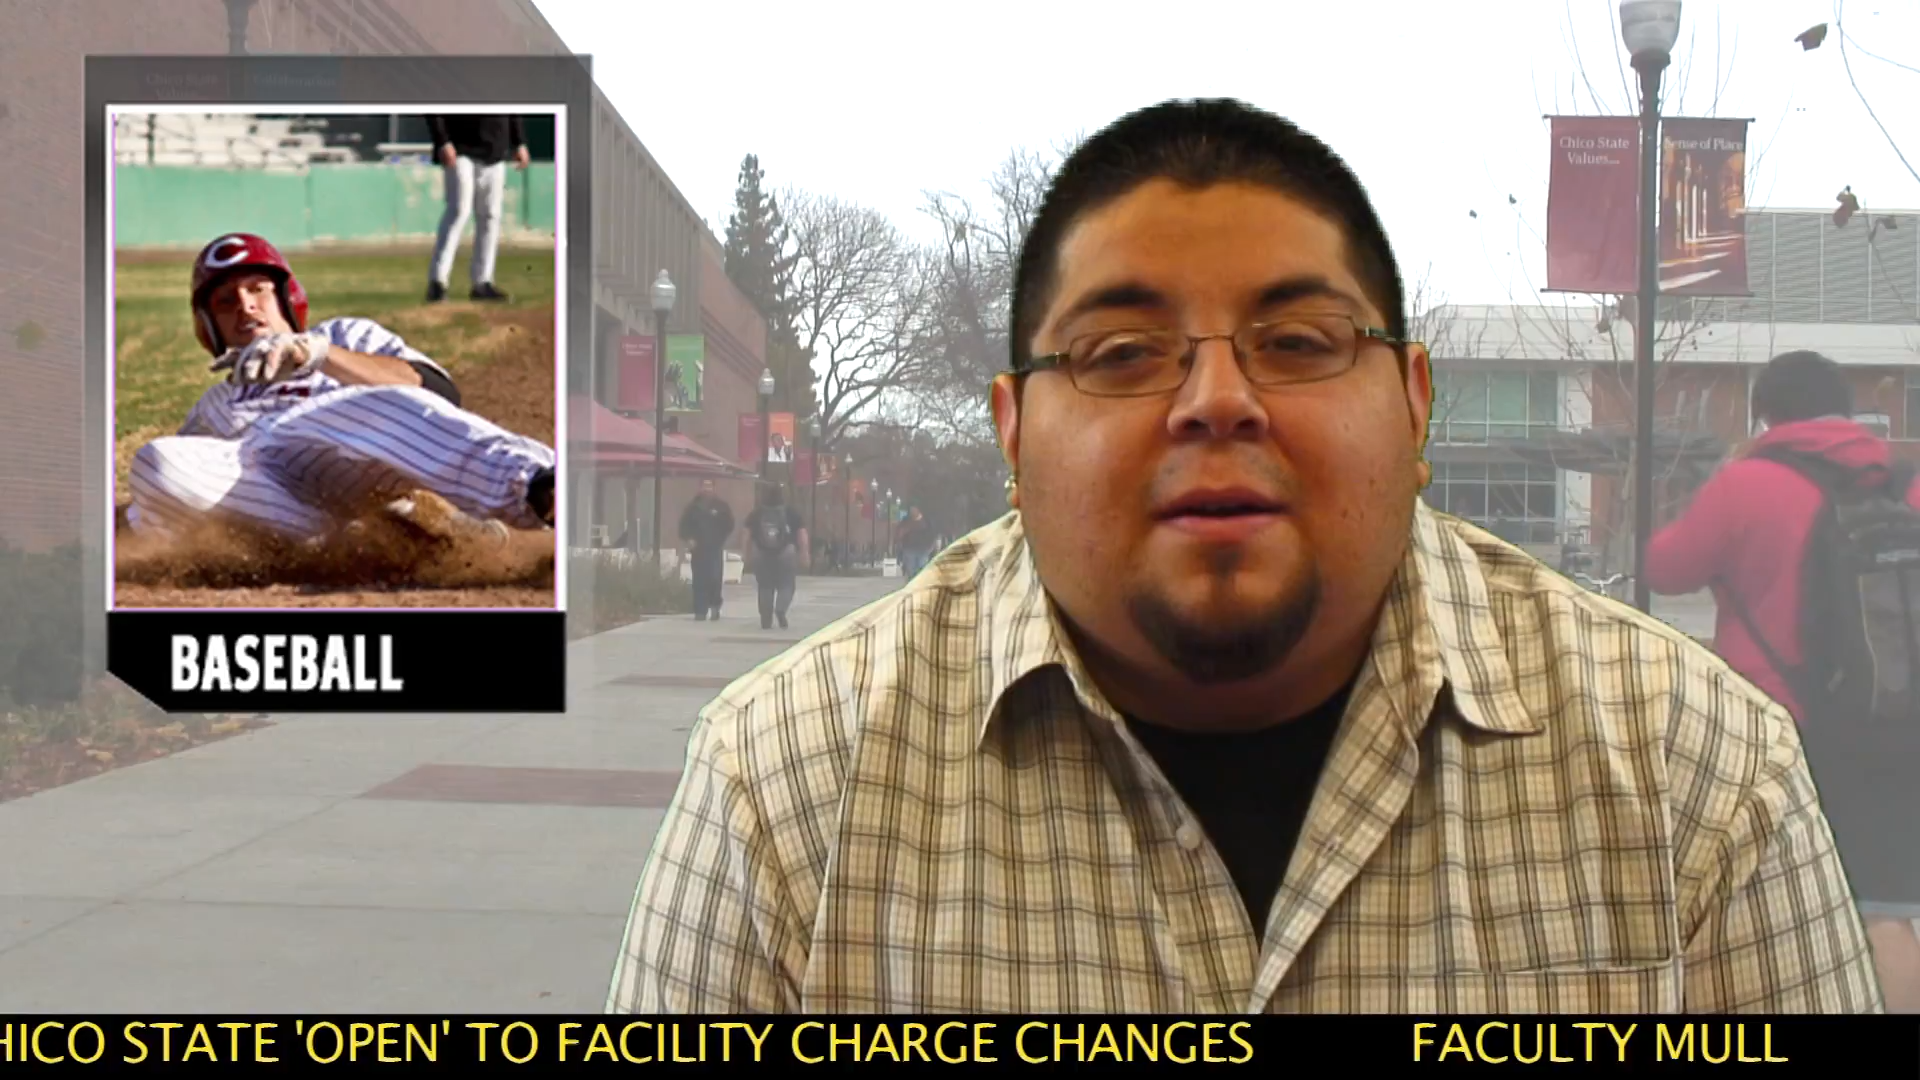 Chico State
Values...
Sense of Place
C
BASEBALL
HICO STATE 'OPEN' TO FACILITY CHARGE CHANGES FACULTY MULL